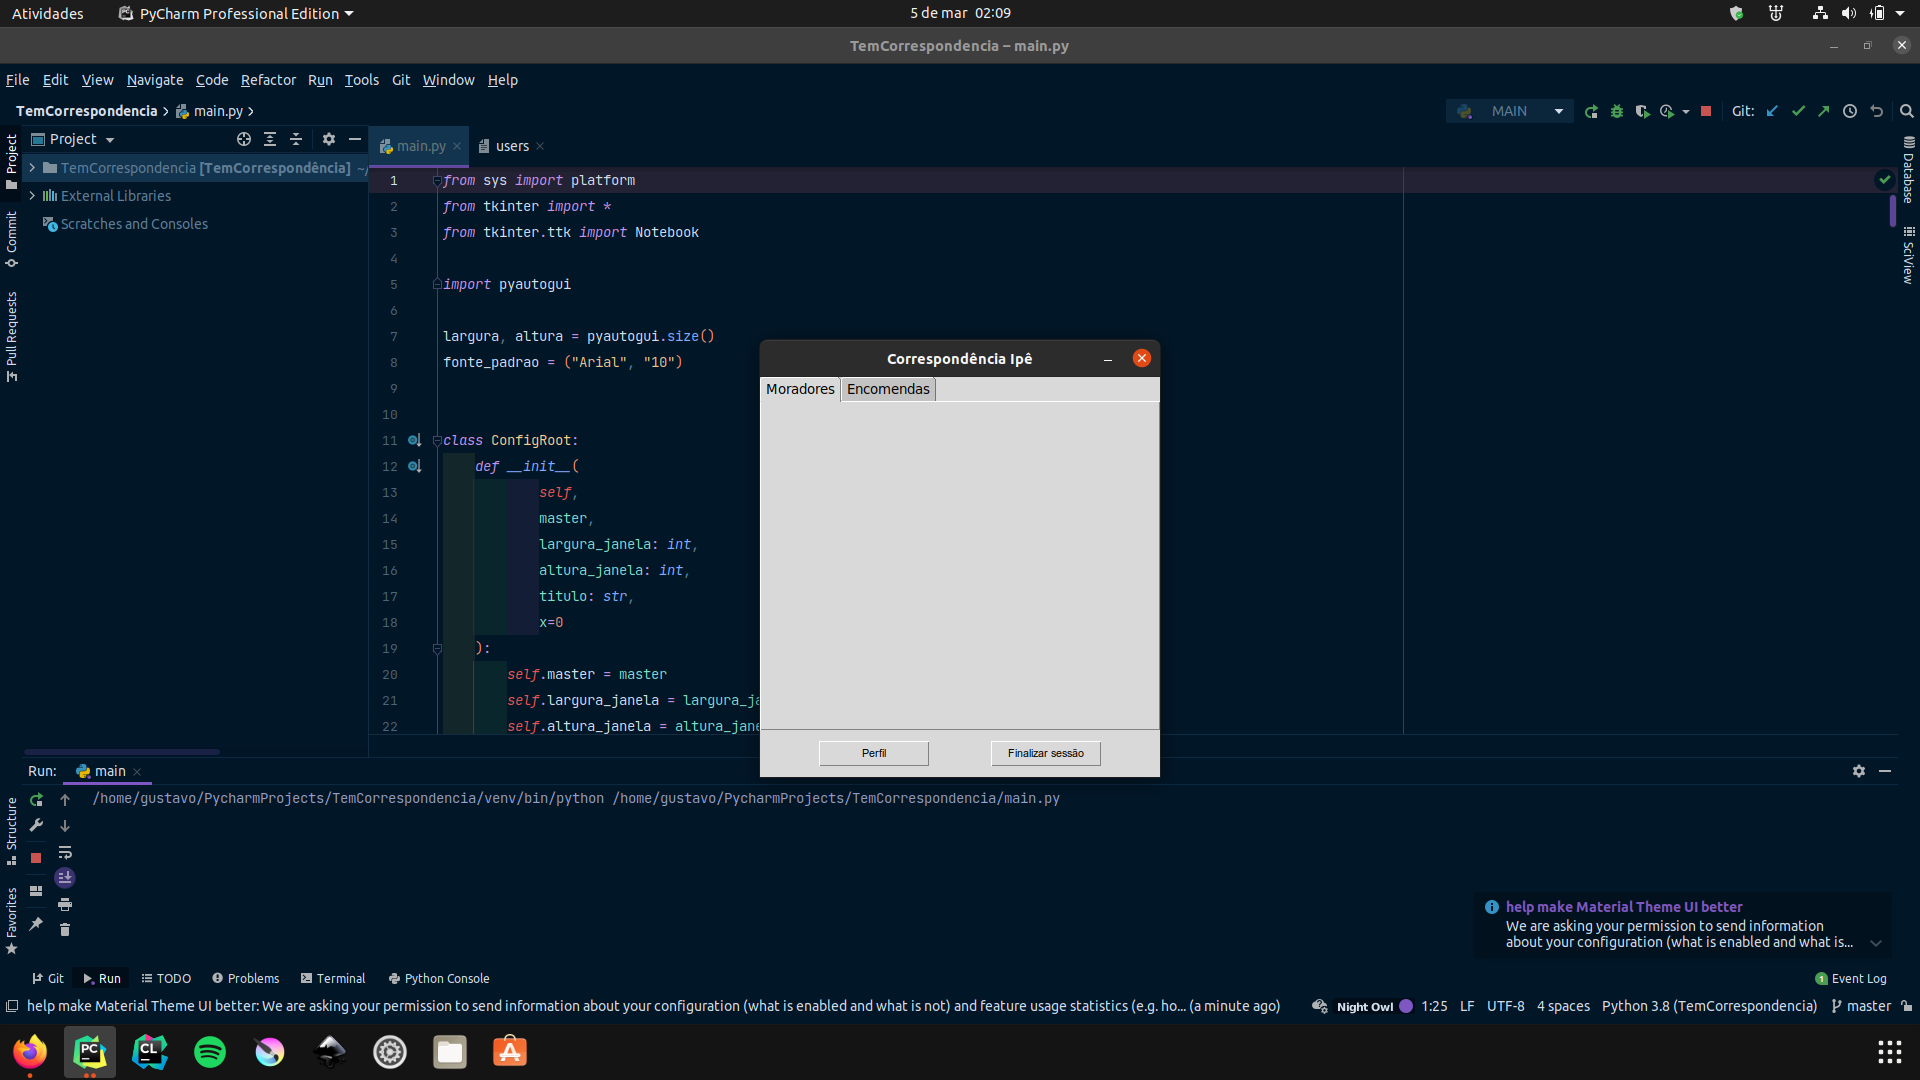 Atividades
PyCharm Professional Edition
5 de mar 02:09
TemCorrespondencia – main.py
File Edit View Navigate Code Refactor Run Tools Git Window Help
TemCorrespondencia
main.py
MAIN
Git:
Project
main.py
users
TemCorrespondencia [TemCorrespondência] ~/
External Libraries
Scratches and Consoles
Project
Commit
Pull Requests
Structure
Favorites
Database
SciView
1 from sys import platform
2 from tkinter import *
3 from tkinter.ttk import Notebook
4
5 import pyautogui
6
7 largura, altura = pyautogui.size()
8 fonte_padrao = ("Arial", "10")
9
10
11 class ConfigRoot:
12 def __init__(
13 self,
14 master,
15 largura_janela: int,
16 altura_janela: int,
17 titulo: str,
18 x=0
19 ):
20 self.master = master
21 self.largura_janela = largura_ja
22 self.altura_janela = altura_jane
Correspondência Ipê
Moradores
Encomendas
Perfil
Finalizar sessão
Run:
main
/home/gustavo/PycharmProjects/TemCorrespondencia/venv/bin/python /home/gustavo/PycharmProjects/TemCorrespondencia/main.py
help make Material Theme UI better
We are asking your permission to send information
about your configuration (what is enabled and what is...
Git Run TODO Problems Terminal Python Console
1 Event Log
help make Material Theme UI better: We are asking your permission to send information about your configuration (what is enabled and what is not) and feature usage statistics (e.g. ho... (a minute ago)
Night Owl 1:25 LF UTF-8 4 spaces Python 3.8 (TemCorrespondencia) master
PC
CL